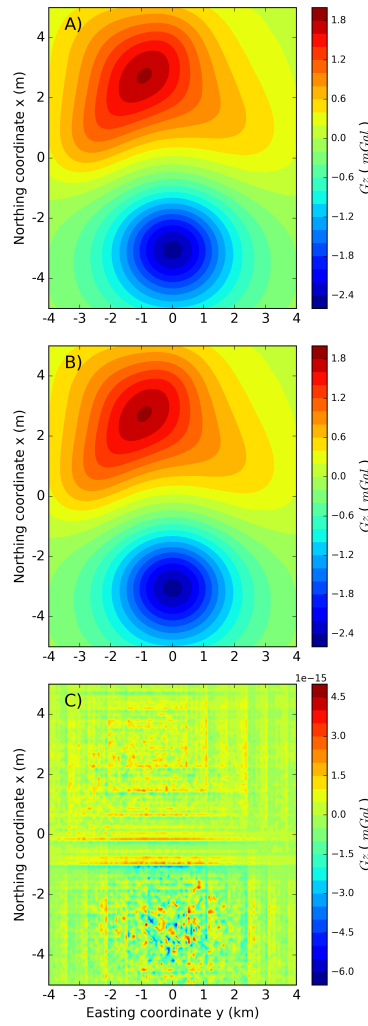 A)
Northing coordinate x (m)
4
2
0
-2
-4
-4 -3 -2 -1 0 1 2 3 4
1.8
1.2
0.6
0.0
−0.6
−1.2
−1.8
−2.4
Gz ( mGal
B)
Northing coordinate x (m)
4
2
0
-2
-4
-4 -3 -2 -1 0 1 2 3 4
1.8
1.2
0.6
0.0
−0.6
−1.2
−1.8
−2.4
Gz ( mGal
C)
Northing coordinate x (m)
4
2
0
-2
-4
-4 -3 -2 -1 0 1 2 3 4
Easting coordinate y (km)
1e−15
4.5
3.0
1.5
0.0
−1.5
−3.0
−4.5
−6.0
Gz ( mGal